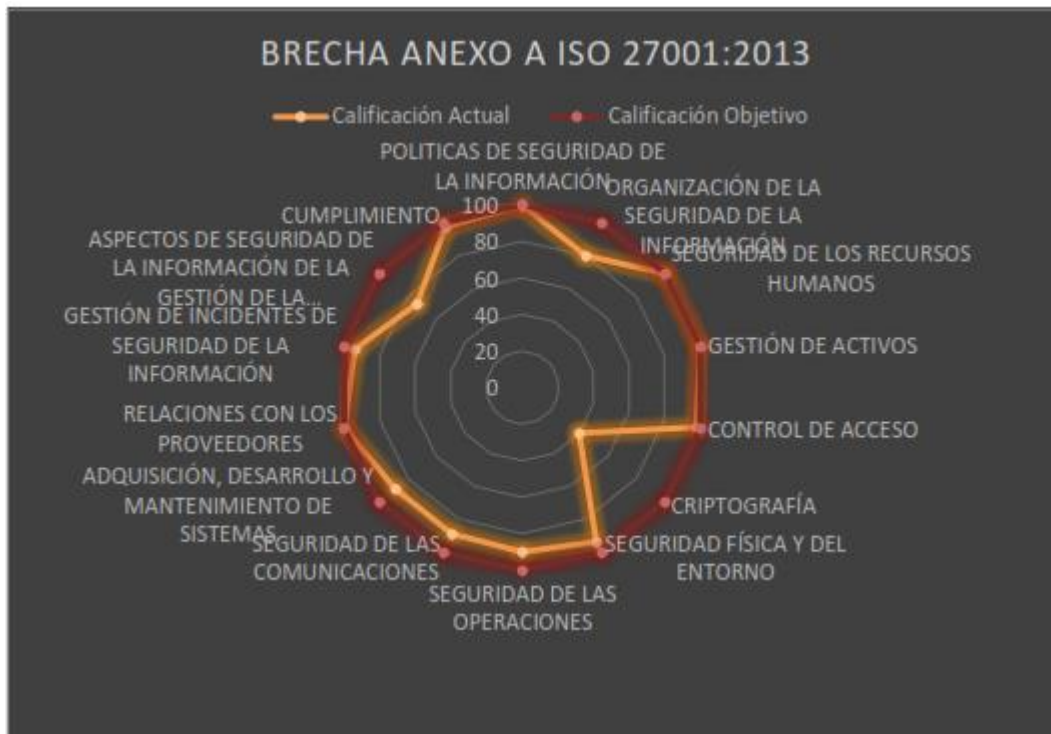 BRECHA ANEXO A ISO 27001:2013
Calificación Actual
Calificación Objetivo
POLITICAS DE SEGURIDAD DE
LA INFORMACIÓN
ORGANIZACIÓN DE LA
SEGURIDAD DE LA
INFORMACIÓN
SEGURIDAD DE LOS RECURSOS
HUMANOS
GESTIÓN DE ACTIVOS
CONTROL DE ACCESO
CRIPTOGRAFÍA
SEGURIDAD FÍSICA Y DEL
ENTORNO
SEGURIDAD DE LAS
OPERACIONES
SEGURIDAD DE LAS
COMUNICACIONES
ADQUISICIÓN, DESARROLLO Y
MANTENIMIENTO DE
SISTEMAS
RELACIONES CON LOS
PROVEEDORES
GESTIÓN DE INCIDENTES DE
SEGURIDAD DE LA
INFORMACIÓN
ASPECTOS DE SEGURIDAD DE
LA INFORMACIÓN DE LA
GESTIÓN DE LA...
CUMPLIMIENTO
100
80
60
40
20
0